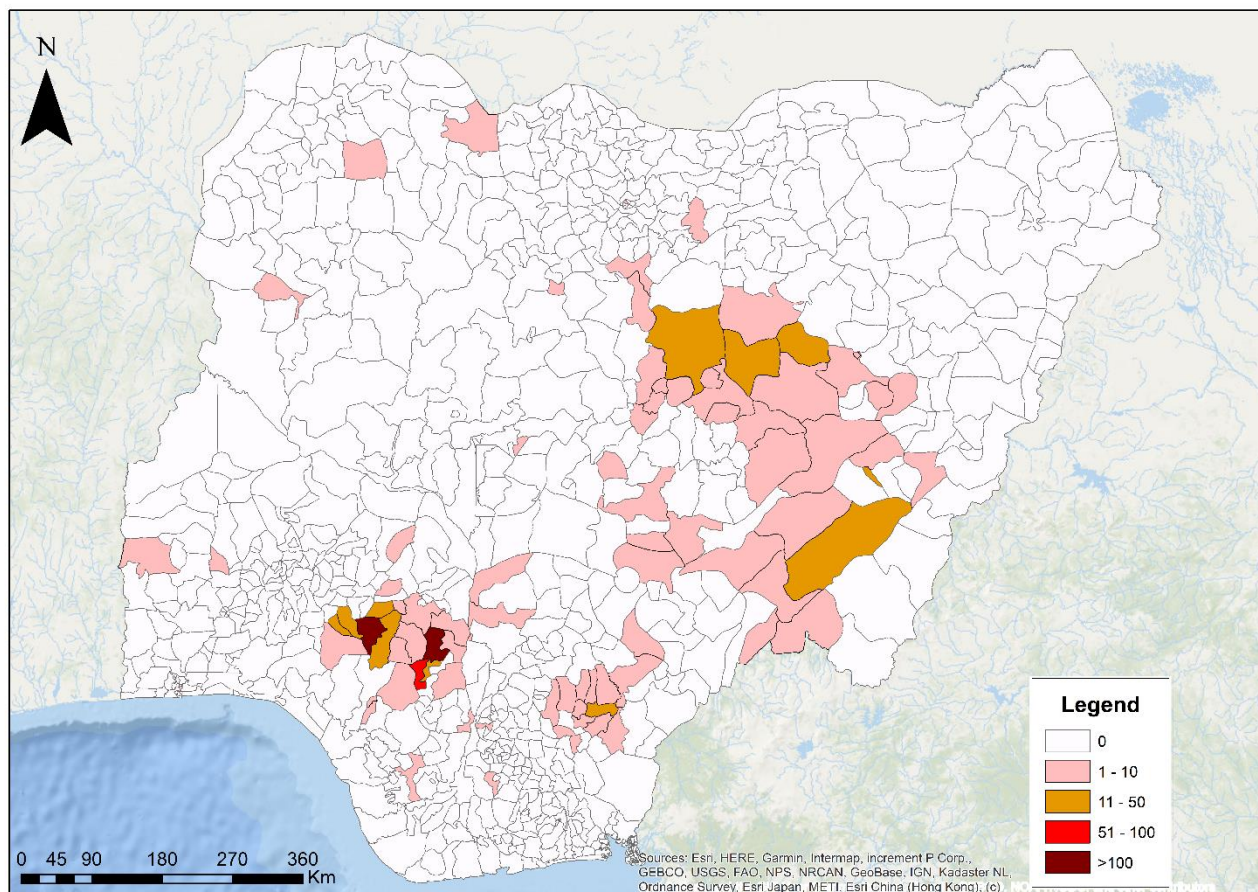 N
Legend
0
1 - 10
11 - 50
51 - 100
>100
0 45 90 180 270 360
Km
Sources: Esri, HERE, Garmin, Intermap, increment P Corp.,
GEBCO, USGS, FAO, NPS, NRCAN, GeoBase, IGN, Kadaster NL,
Ordnance Survey, Esri Japan, METI, Esri China (Hong Kong), (c)